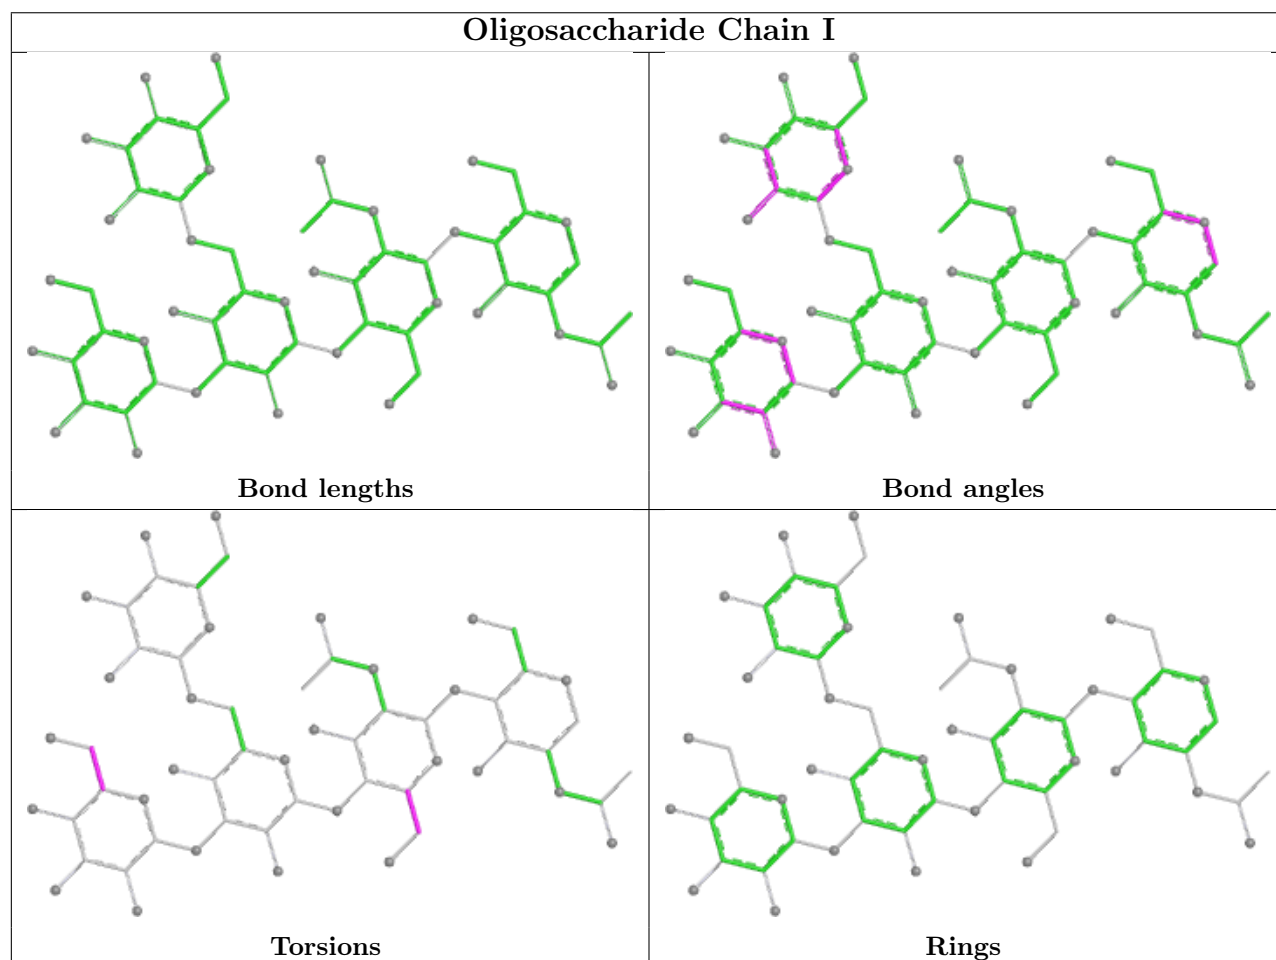 Oligosaccharide Chain I
Bond lengths
Bond angles
Torsions
Rings